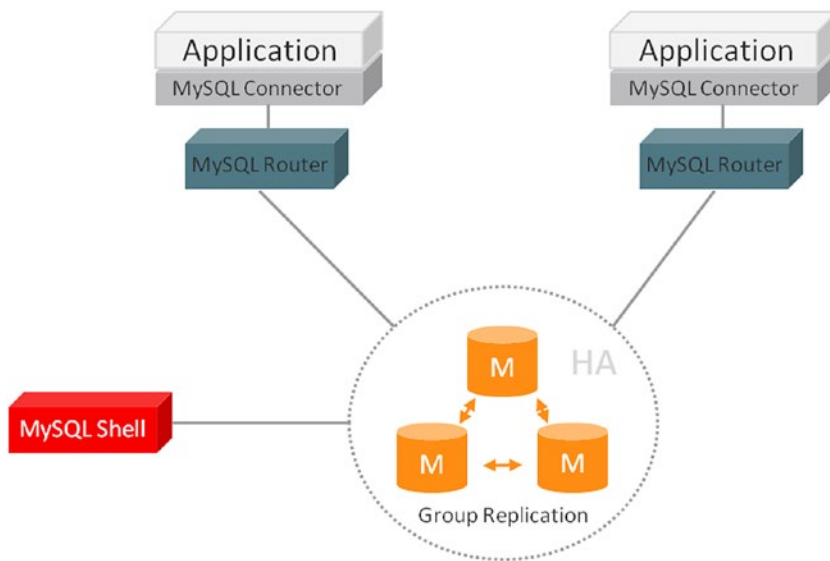 Application
MySQL Connector
MySQL Router
Application
MySQL Connector
MySQL Router
HA
M
M
M
Group Replication
MySQL Shell